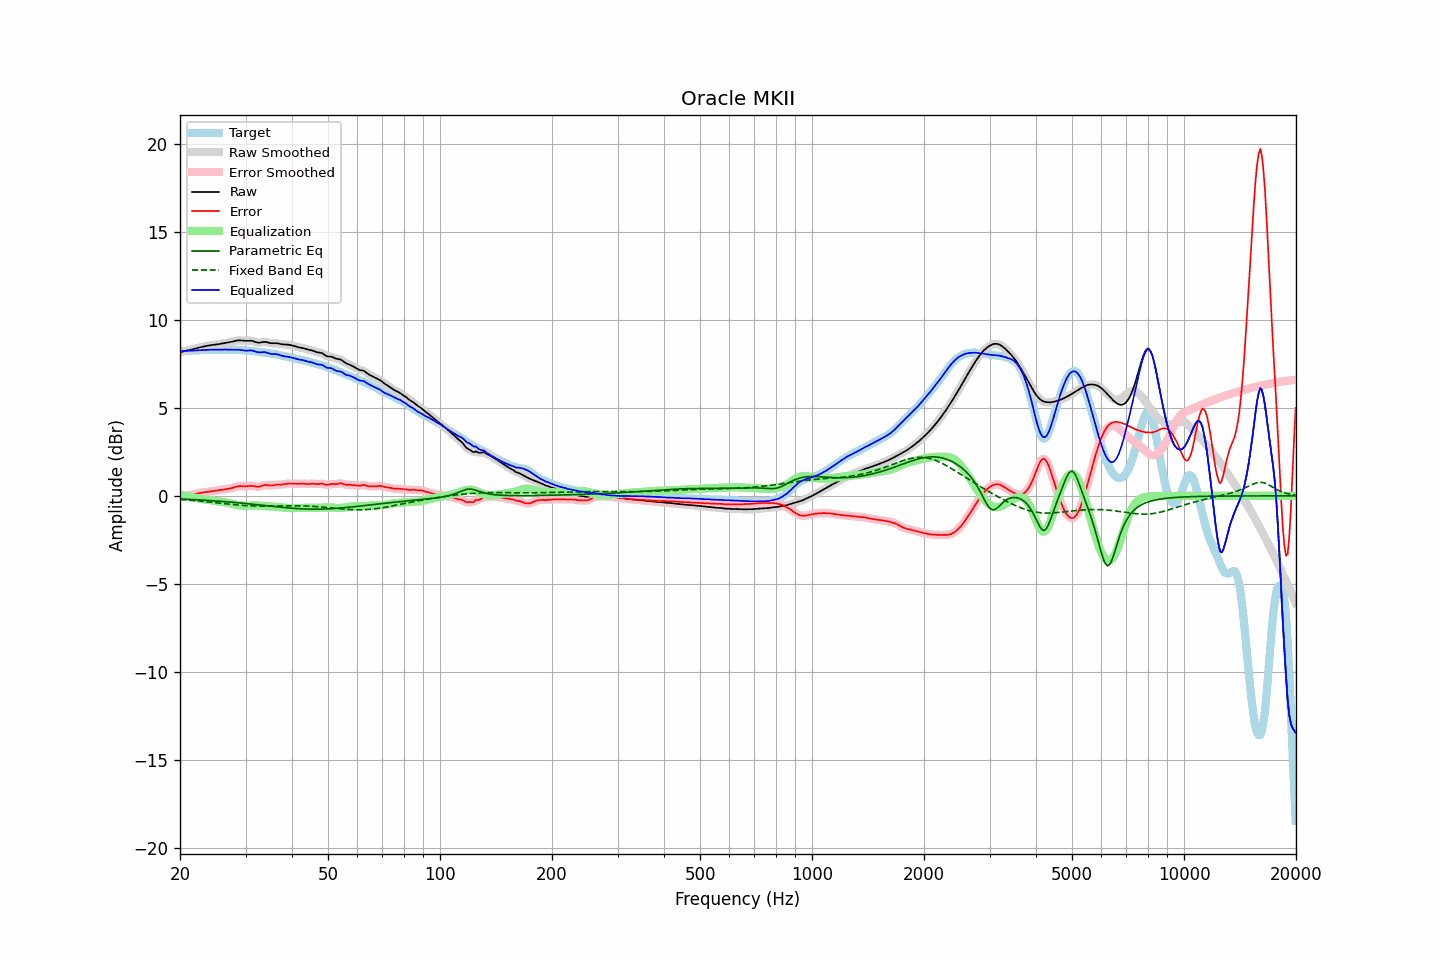 Oracle MKII
Target
Raw Smoothed
Error Smoothed
Raw
Error
Equalization
Parametric Eq
Fixed Band Eq
Equalized
20
15
10
5
0
−5
−10
−15
−20
Amplitude (dBr)
20 50 100 200 500 1000 2000 5000 10000 20000
Frequency (Hz)